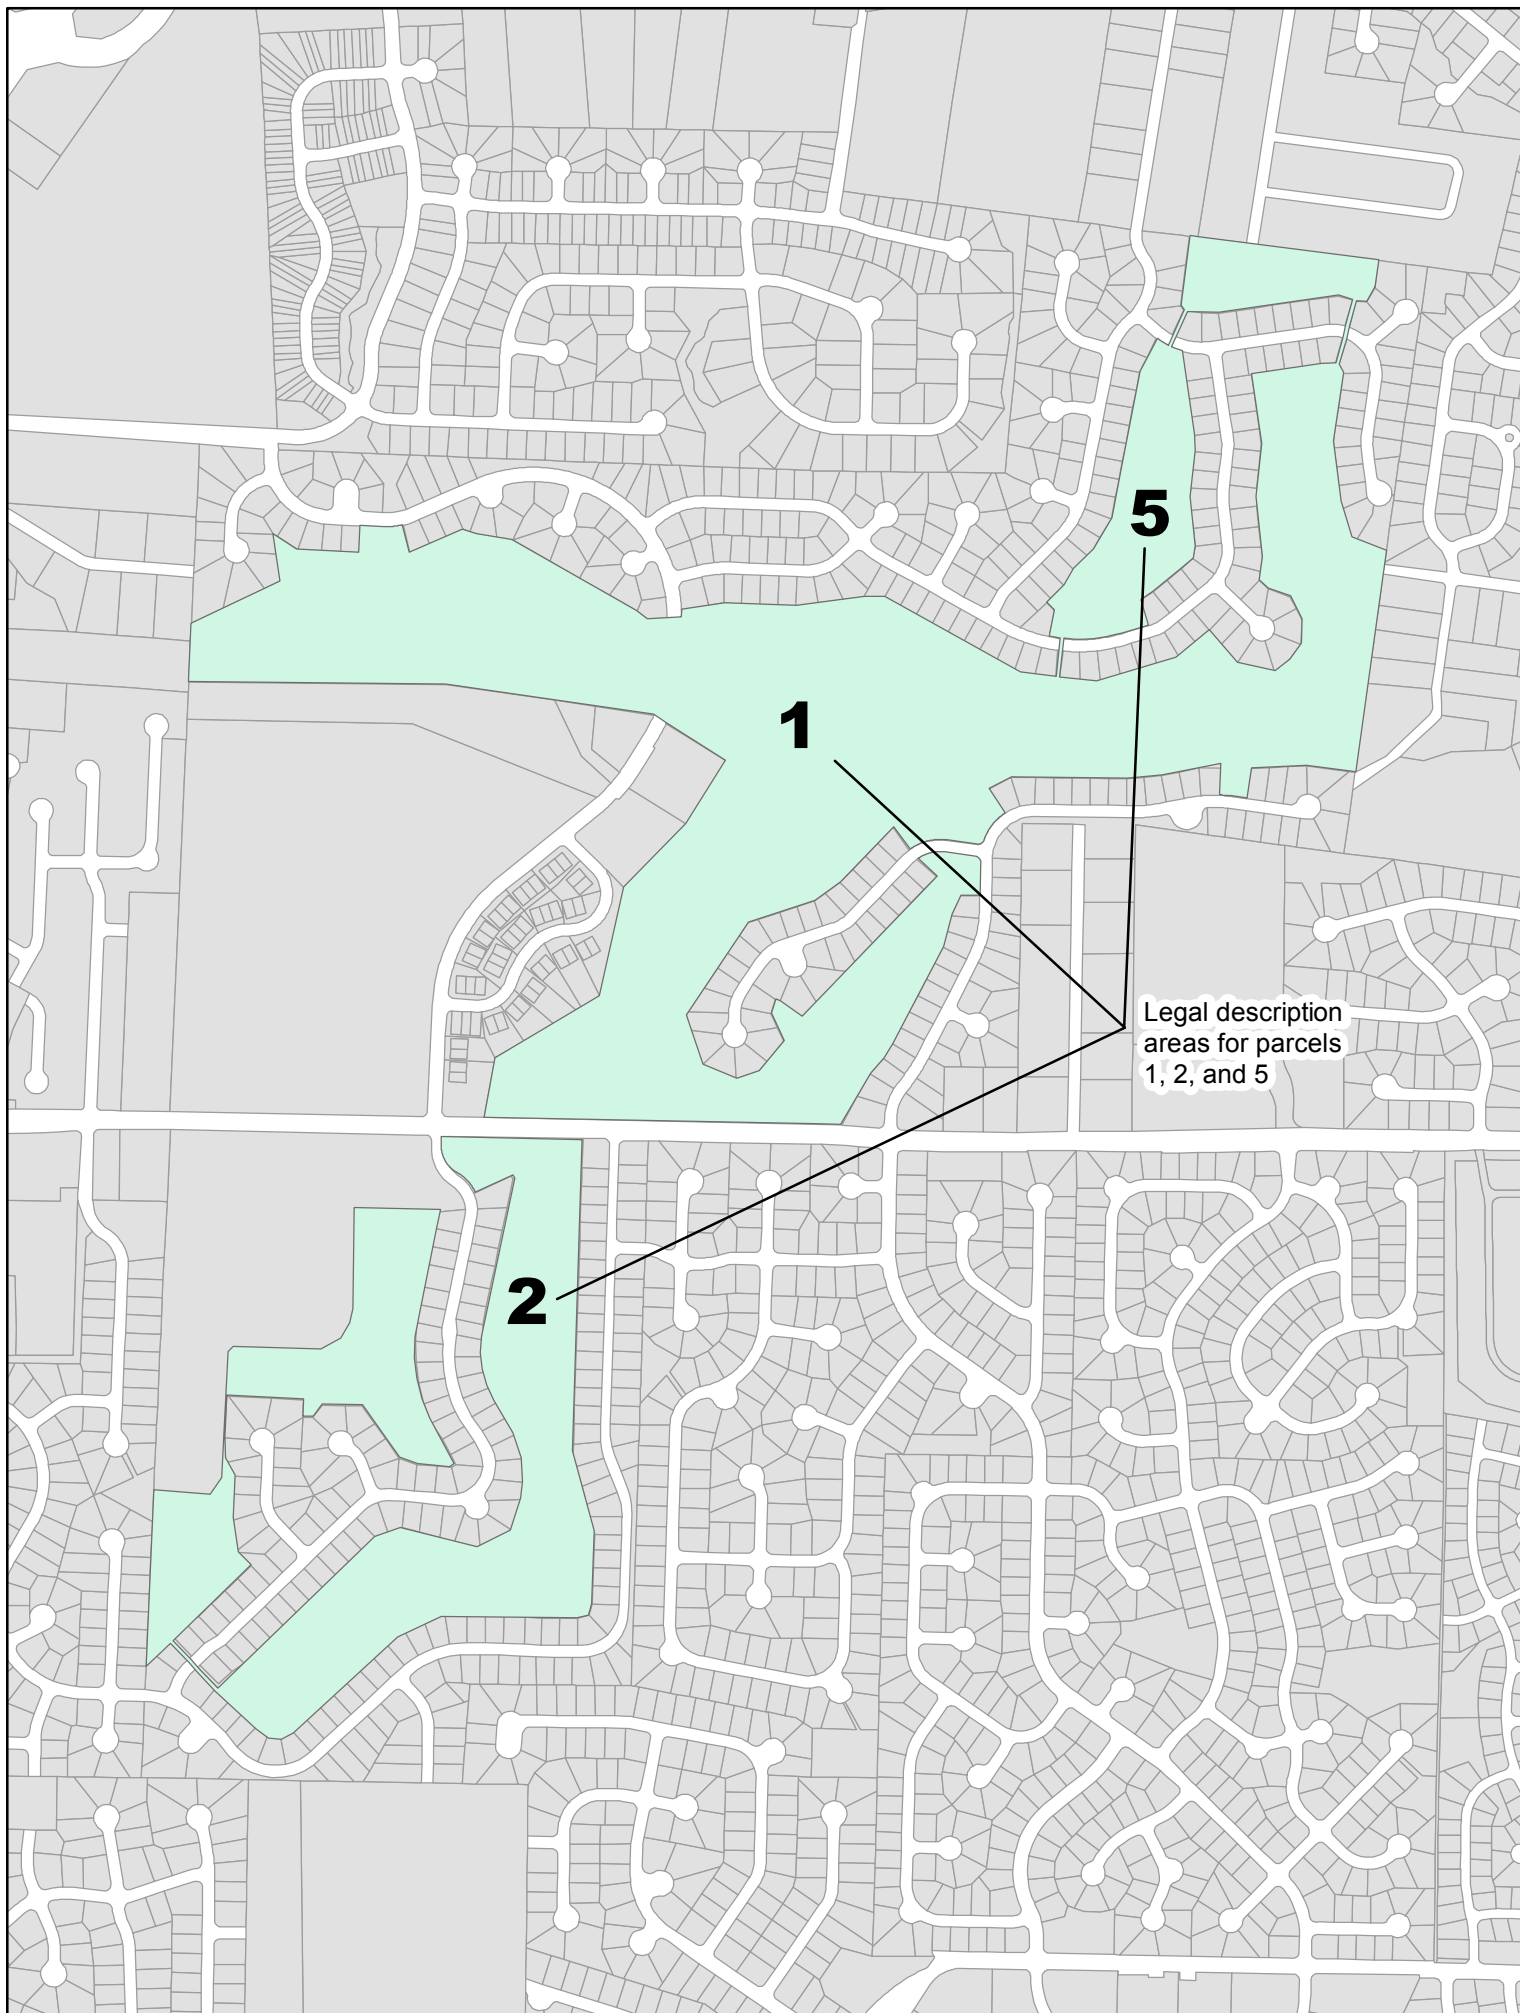 5
1
Legal description
areas for parcels
1, 2, and 5
2